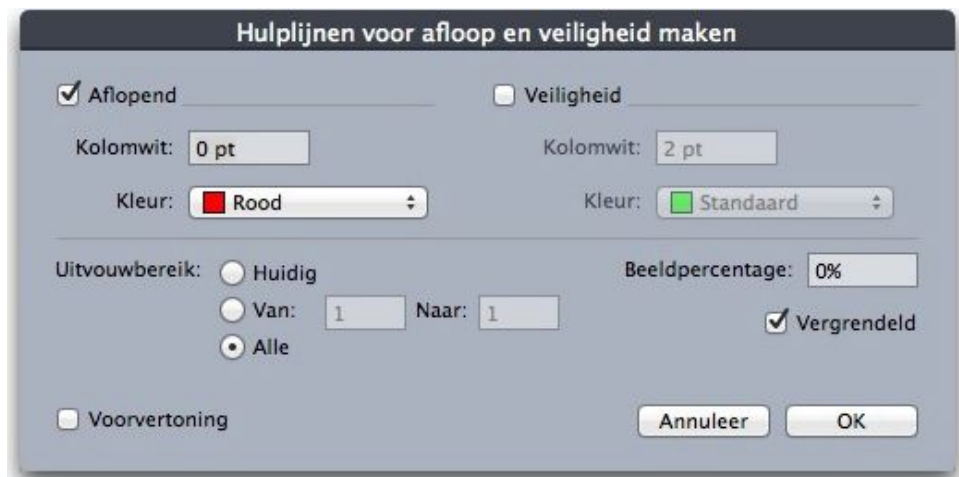 Hulplijnen voor afloop en veiligheid maken
Aflopend
Veiligheid
Kolomwit: 0 pt
Kolomwit: 2 pt
Kleur: Rood
Kleur: Standaard
Uitvouwbereik: Huidig
Van: 1 Naar: 1
Alle
Beeldpercentage: 0%
Vergrendeld
Voorvertoning
Annuleer
OK